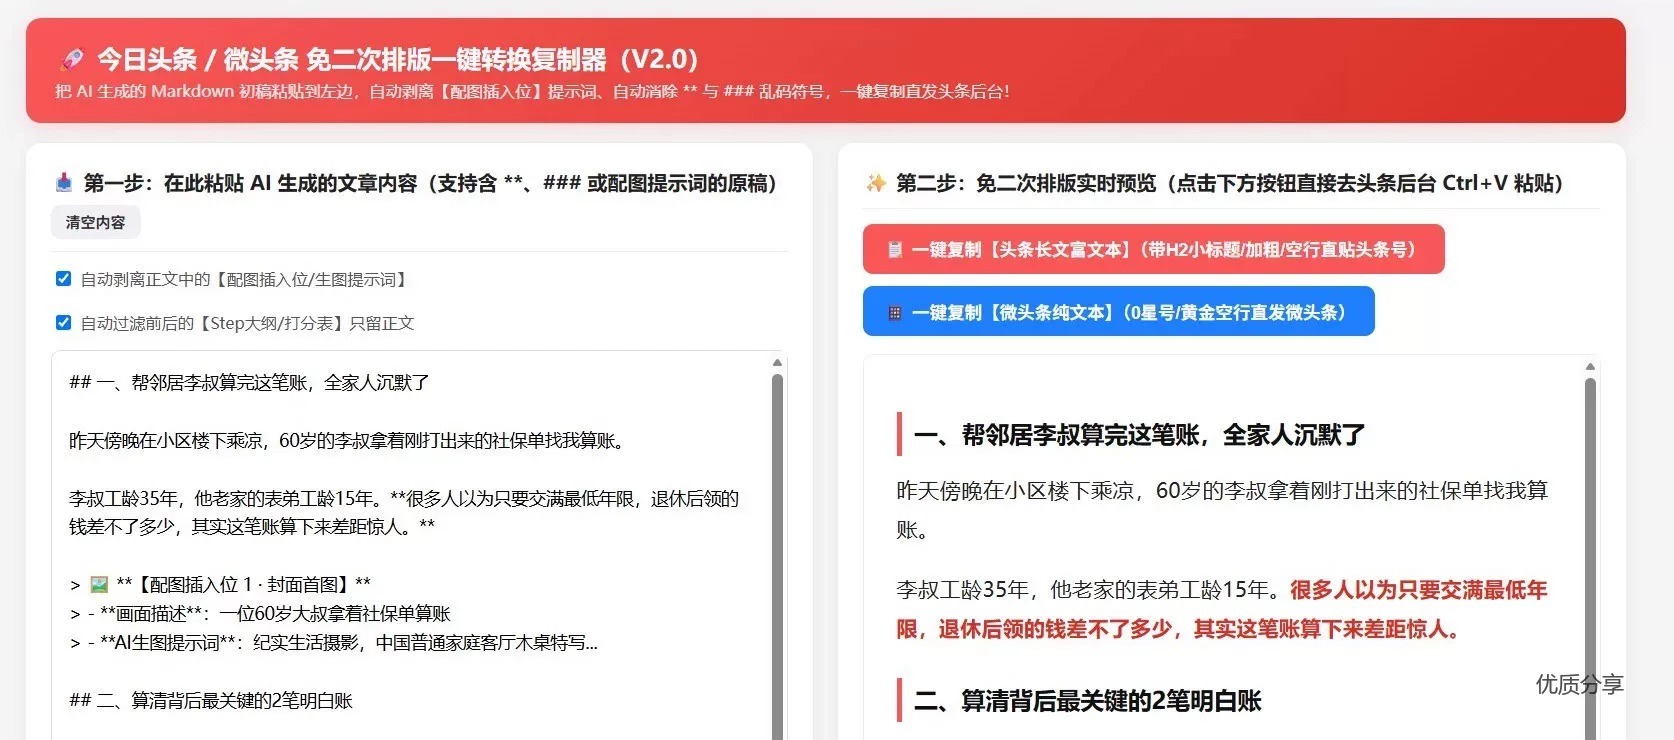 🚀 今日头条 / 微头条 免二次排版一键转换复制器（V2.0）
把 AI 生成的 Markdown 初稿粘贴到左边，自动剥离【配图插入位】提示词、自动消除 ** 与 ### 乱码符号，一键复制直发头条后台！
📥 第一步：在此粘贴 AI 生成的文章内容（支持含 **、### 或配图提示词的原稿）
清空内容
自动剥离正文中的【配图插入位/生图提示词】
自动过滤前后的【Step大纲/打分表】只留正文
## 一、帮邻居李叔算完这笔账，全家人沉默了
昨天傍晚在小区楼下乘凉，60岁的李叔拿着刚打出来的社保单找我算账。
李叔工龄35年，他老家的表弟工龄15年。**很多人以为只要交满最低年限，退休后领的
钱差不了多少，其实这笔账算下来差距惊人。**
> 🖼️ **【配图插入位 1 · 封面首图】**
> - **画面描述**：一位60岁大叔拿着社保单算账
> - **AI生图提示词**：纪实生活摄影，中国普通家庭客厅木桌特写...
## 二、算清背后最关键的2笔明白账
✨ 第二步：免二次排版实时预览（点击下方按钮直接去头条后台 Ctrl+V 粘贴）
一键复制【头条长文富文本】（带H2小标题/加粗/空行直贴头条号）
一键复制【微头条纯文本】（0星号/黄金空行直发微头条）
一、帮邻居李叔算完这笔账，全家人沉默了
昨天傍晚在小区楼下乘凉，60岁的李叔拿着刚打出来的社保单找我算
账。
李叔工龄35年，他老家的表弟工龄15年。很多人以为只要交满最低年
限，退休后领的钱差不了多少，其实这笔账算下来差距惊人。
二、算清背后最关键的2笔明白账
优质分享